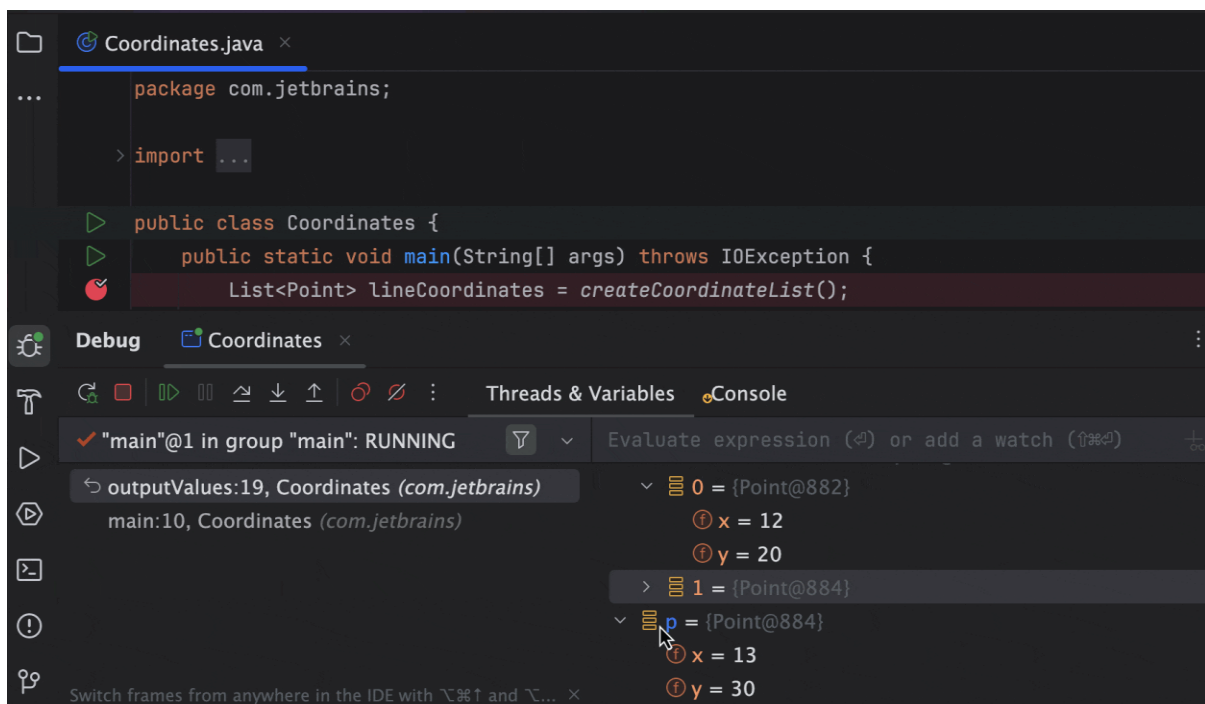 Coordinates.java
package com.jetbrains;
import ...
public class Coordinates {
public static void main(String[] args) throws IOException {
List<Point> lineCoordinates = createCoordinateList();
Debug Coordinates
Threads & Variables Console
"main"@1 in group "main": RUNNING
Evaluate expression (⏎) or add a watch (⇧⌘⏎)
outputValues:19, Coordinates (com.jetbrains)
main:10, Coordinates (com.jetbrains)
0 = {Point@882}
x = 12
y = 20
1 = {Point@884}
p = {Point@884}
x = 13
y = 30
Switch frames from anywhere in the IDE with ⌥⌘↑ and ⌥...